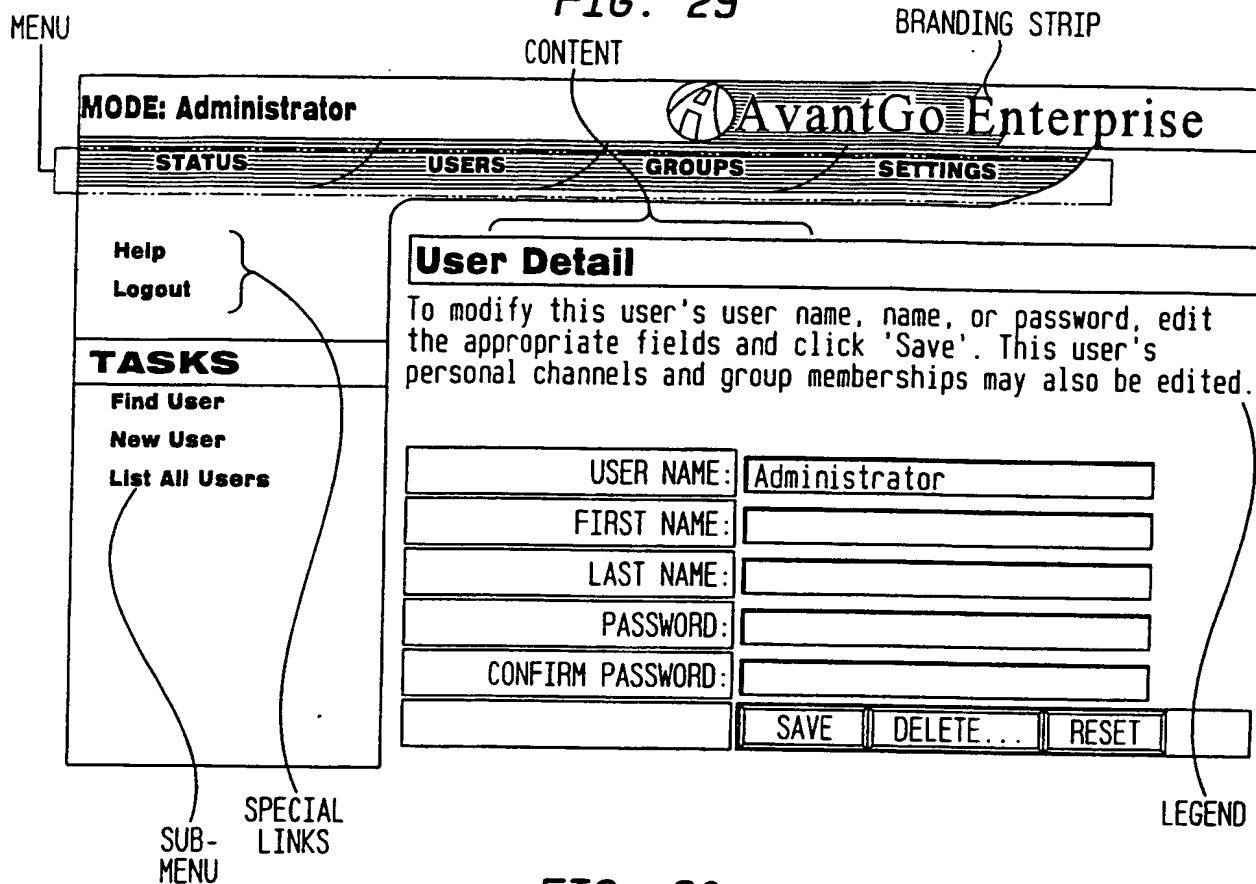 FIG. 29
MENU
CONTENT
BRANDING STRIP
MODE: Administrator
AvantGo Enterprise
STATUS USERS GROUPS SETTINGS
Help
Logout
User Detail
To modify this user's user name, name, or password, edit
the appropriate fields and click 'Save'. This user's
personal channels and group memberships may also be edited.
TASKS
Find User
New User
List All Users
USER NAME: Administrator
FIRST NAME:
LAST NAME:
PASSWORD:
CONFIRM PASSWORD:
SAVE DELETE... RESET
SUB-
MENU
SPECIAL
LINKS
LEGEND